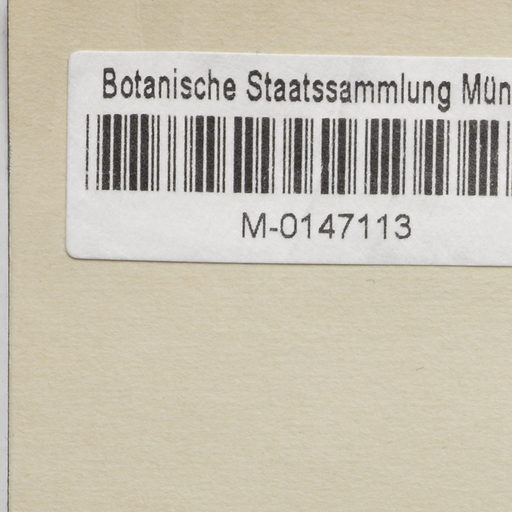 Botanische Staatssammlung Mün
M-0147113